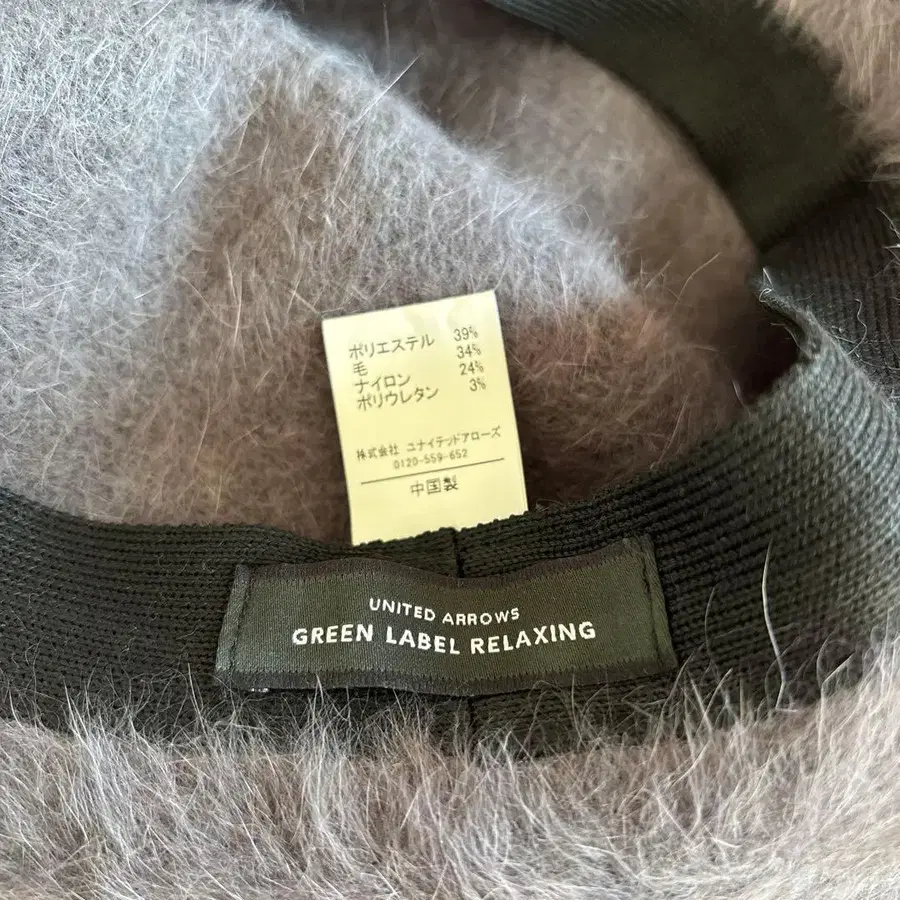 ポリエステル 39%
毛 34%
ナイロン 24%
ポリウレタン 3%
株式会社 ユナイテッドアローズ
0120-559-652
中国製
UNITED ARROWS
GREEN LABEL RELAXING